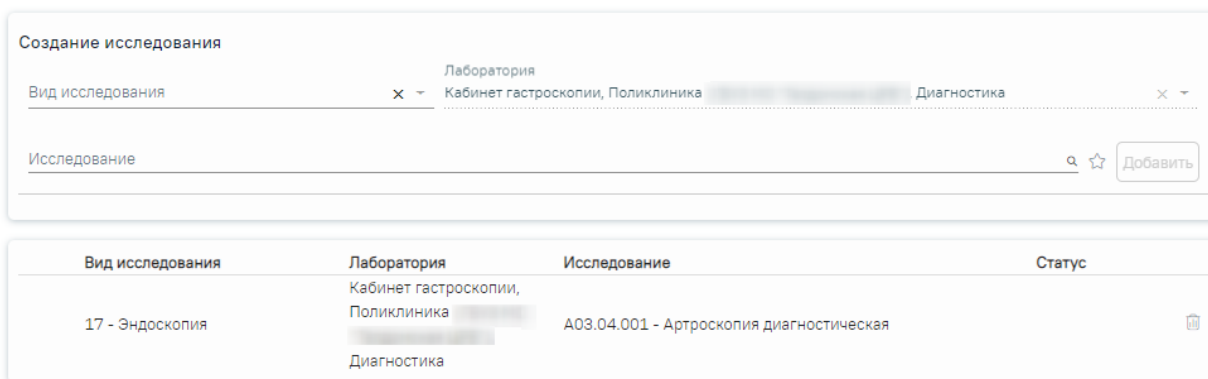 Создание исследования
Лаборатория
Вид исследования Кабинет гастроскопии, Поликлиника Диагностика
Исследование Добавить
Вид исследования Лаборатория Исследование Статус
Кабинет гастроскопии,
Поликлиника
17 - Эндоскопия A03.04.001 - Артроскопия диагностическая
Диагностика